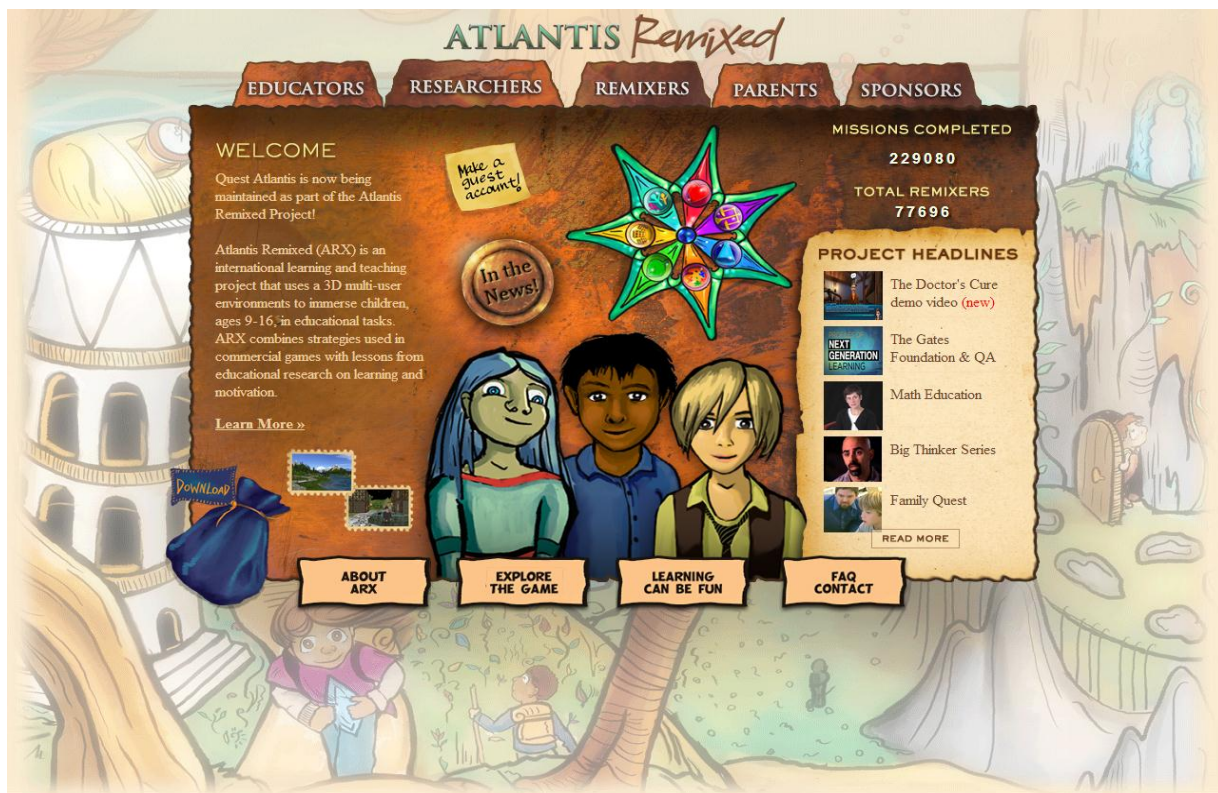 ATLANTIS Remixed
EDUCATORS
RESEARCHERS
REMIXERS
PARENTS
SPONSORS
WELCOME
Quest Atlantis is now being
maintained as part of the Atlantis
Remixed Project!
Atlantis Remixed (ARX) is an
international learning and teaching
project that uses a 3D multi-user
environments to immerse children,
ages 9-16, in educational tasks.
ARX combines strategies used in
commercial games with lessons from
educational research on learning and
motivation.
Learn More »
DOWNLOAD
Make a
guest
account!
In the
News!
MISSIONS COMPLETED
229080
TOTAL REMIXERS
77696
PROJECT HEADLINES
The Doctor's Cure
demo video (new)
NEXT
GENERATION
LEARNING
The Gates
Foundation & QA
Math Education
Big Thinker Series
Family Quest
READ MORE
ABOUT
ARX
EXPLORE
THE GAME
LEARNING
CAN BE FUN
FAQ
CONTACT